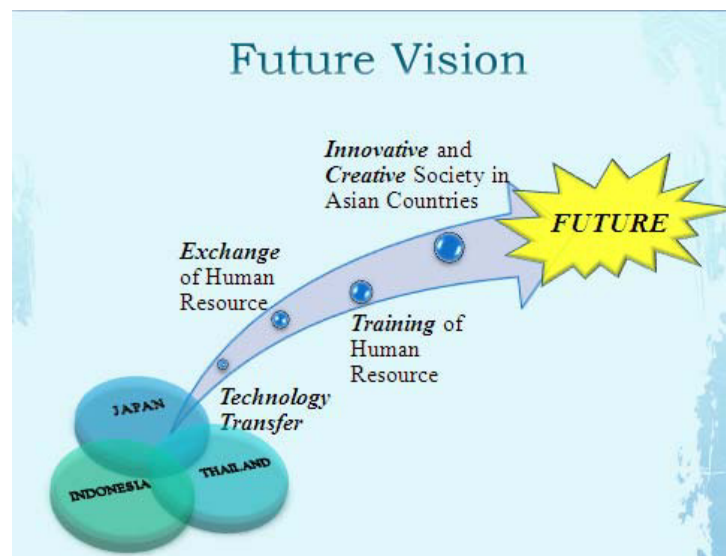 Future Vision
Innovative and
Creative Society in
Asian Countries
FUTURE
Exchange
of Human
Resource
Training of
Human
Resource
Technology
Transfer
JAPAN
THAILAND
INDONESIA